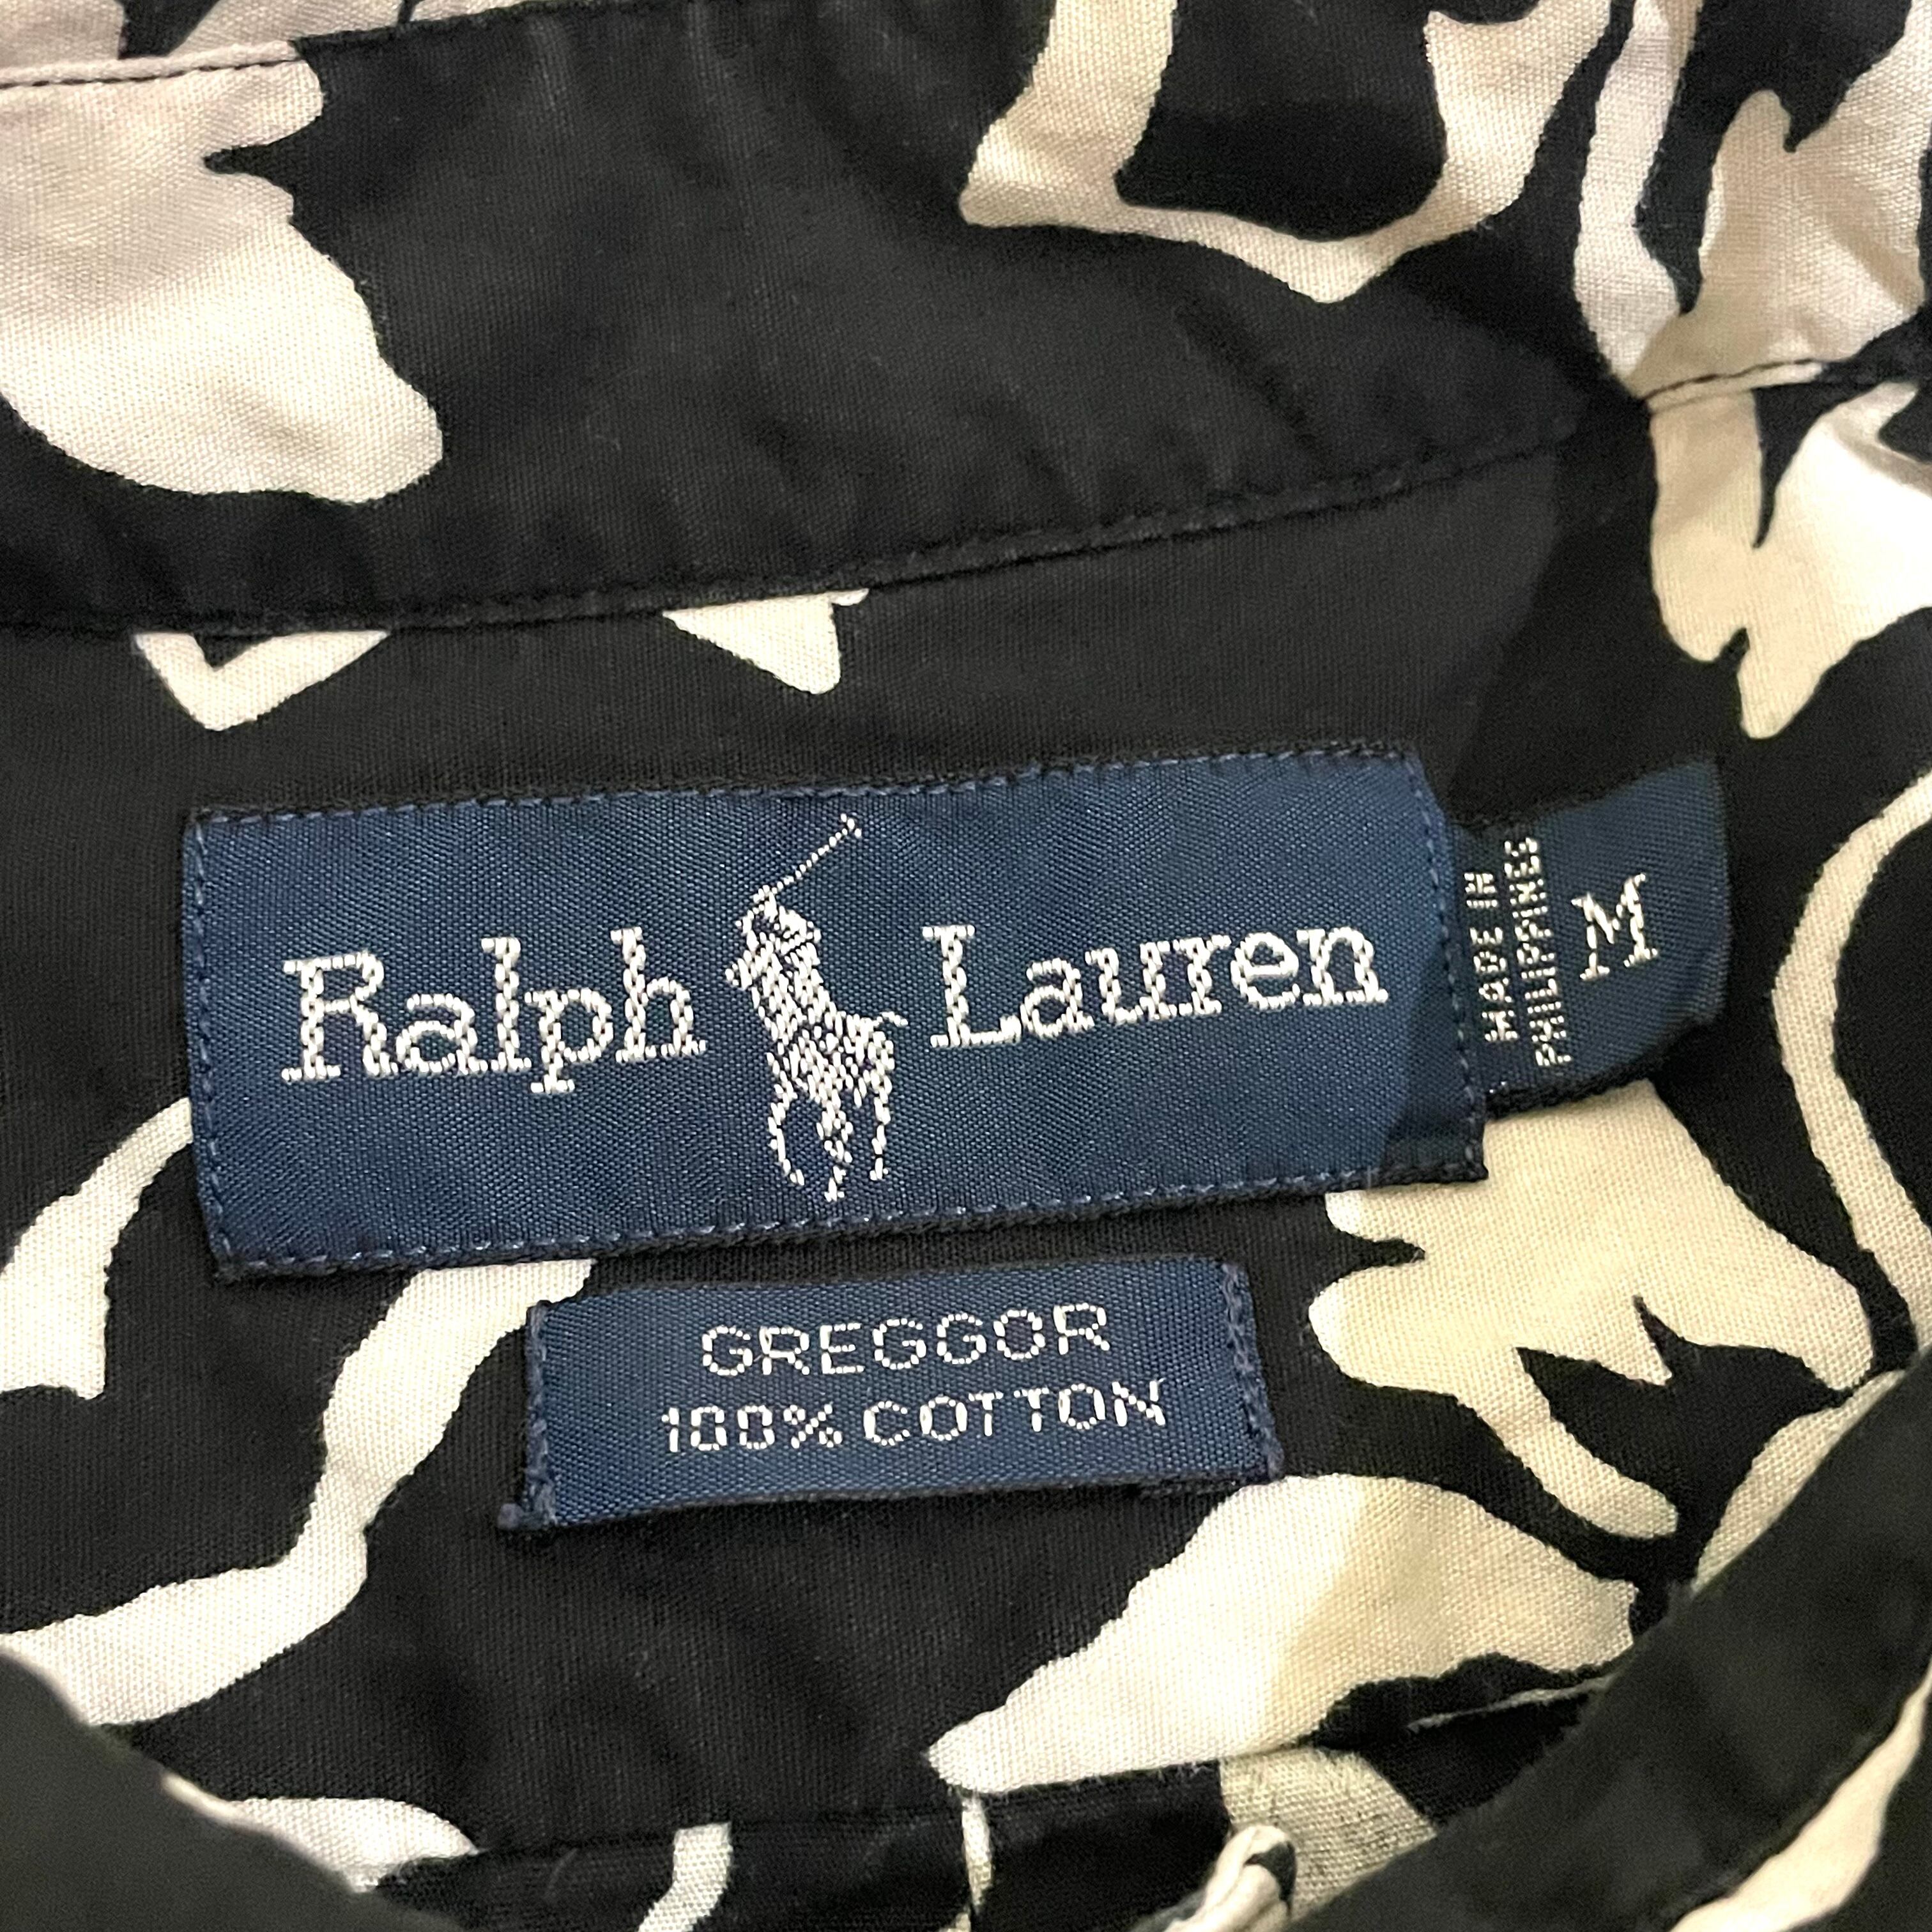 Ralph Lauren
MADE IN
PHILIPPINES
M
GREGGOR
100% COTTON